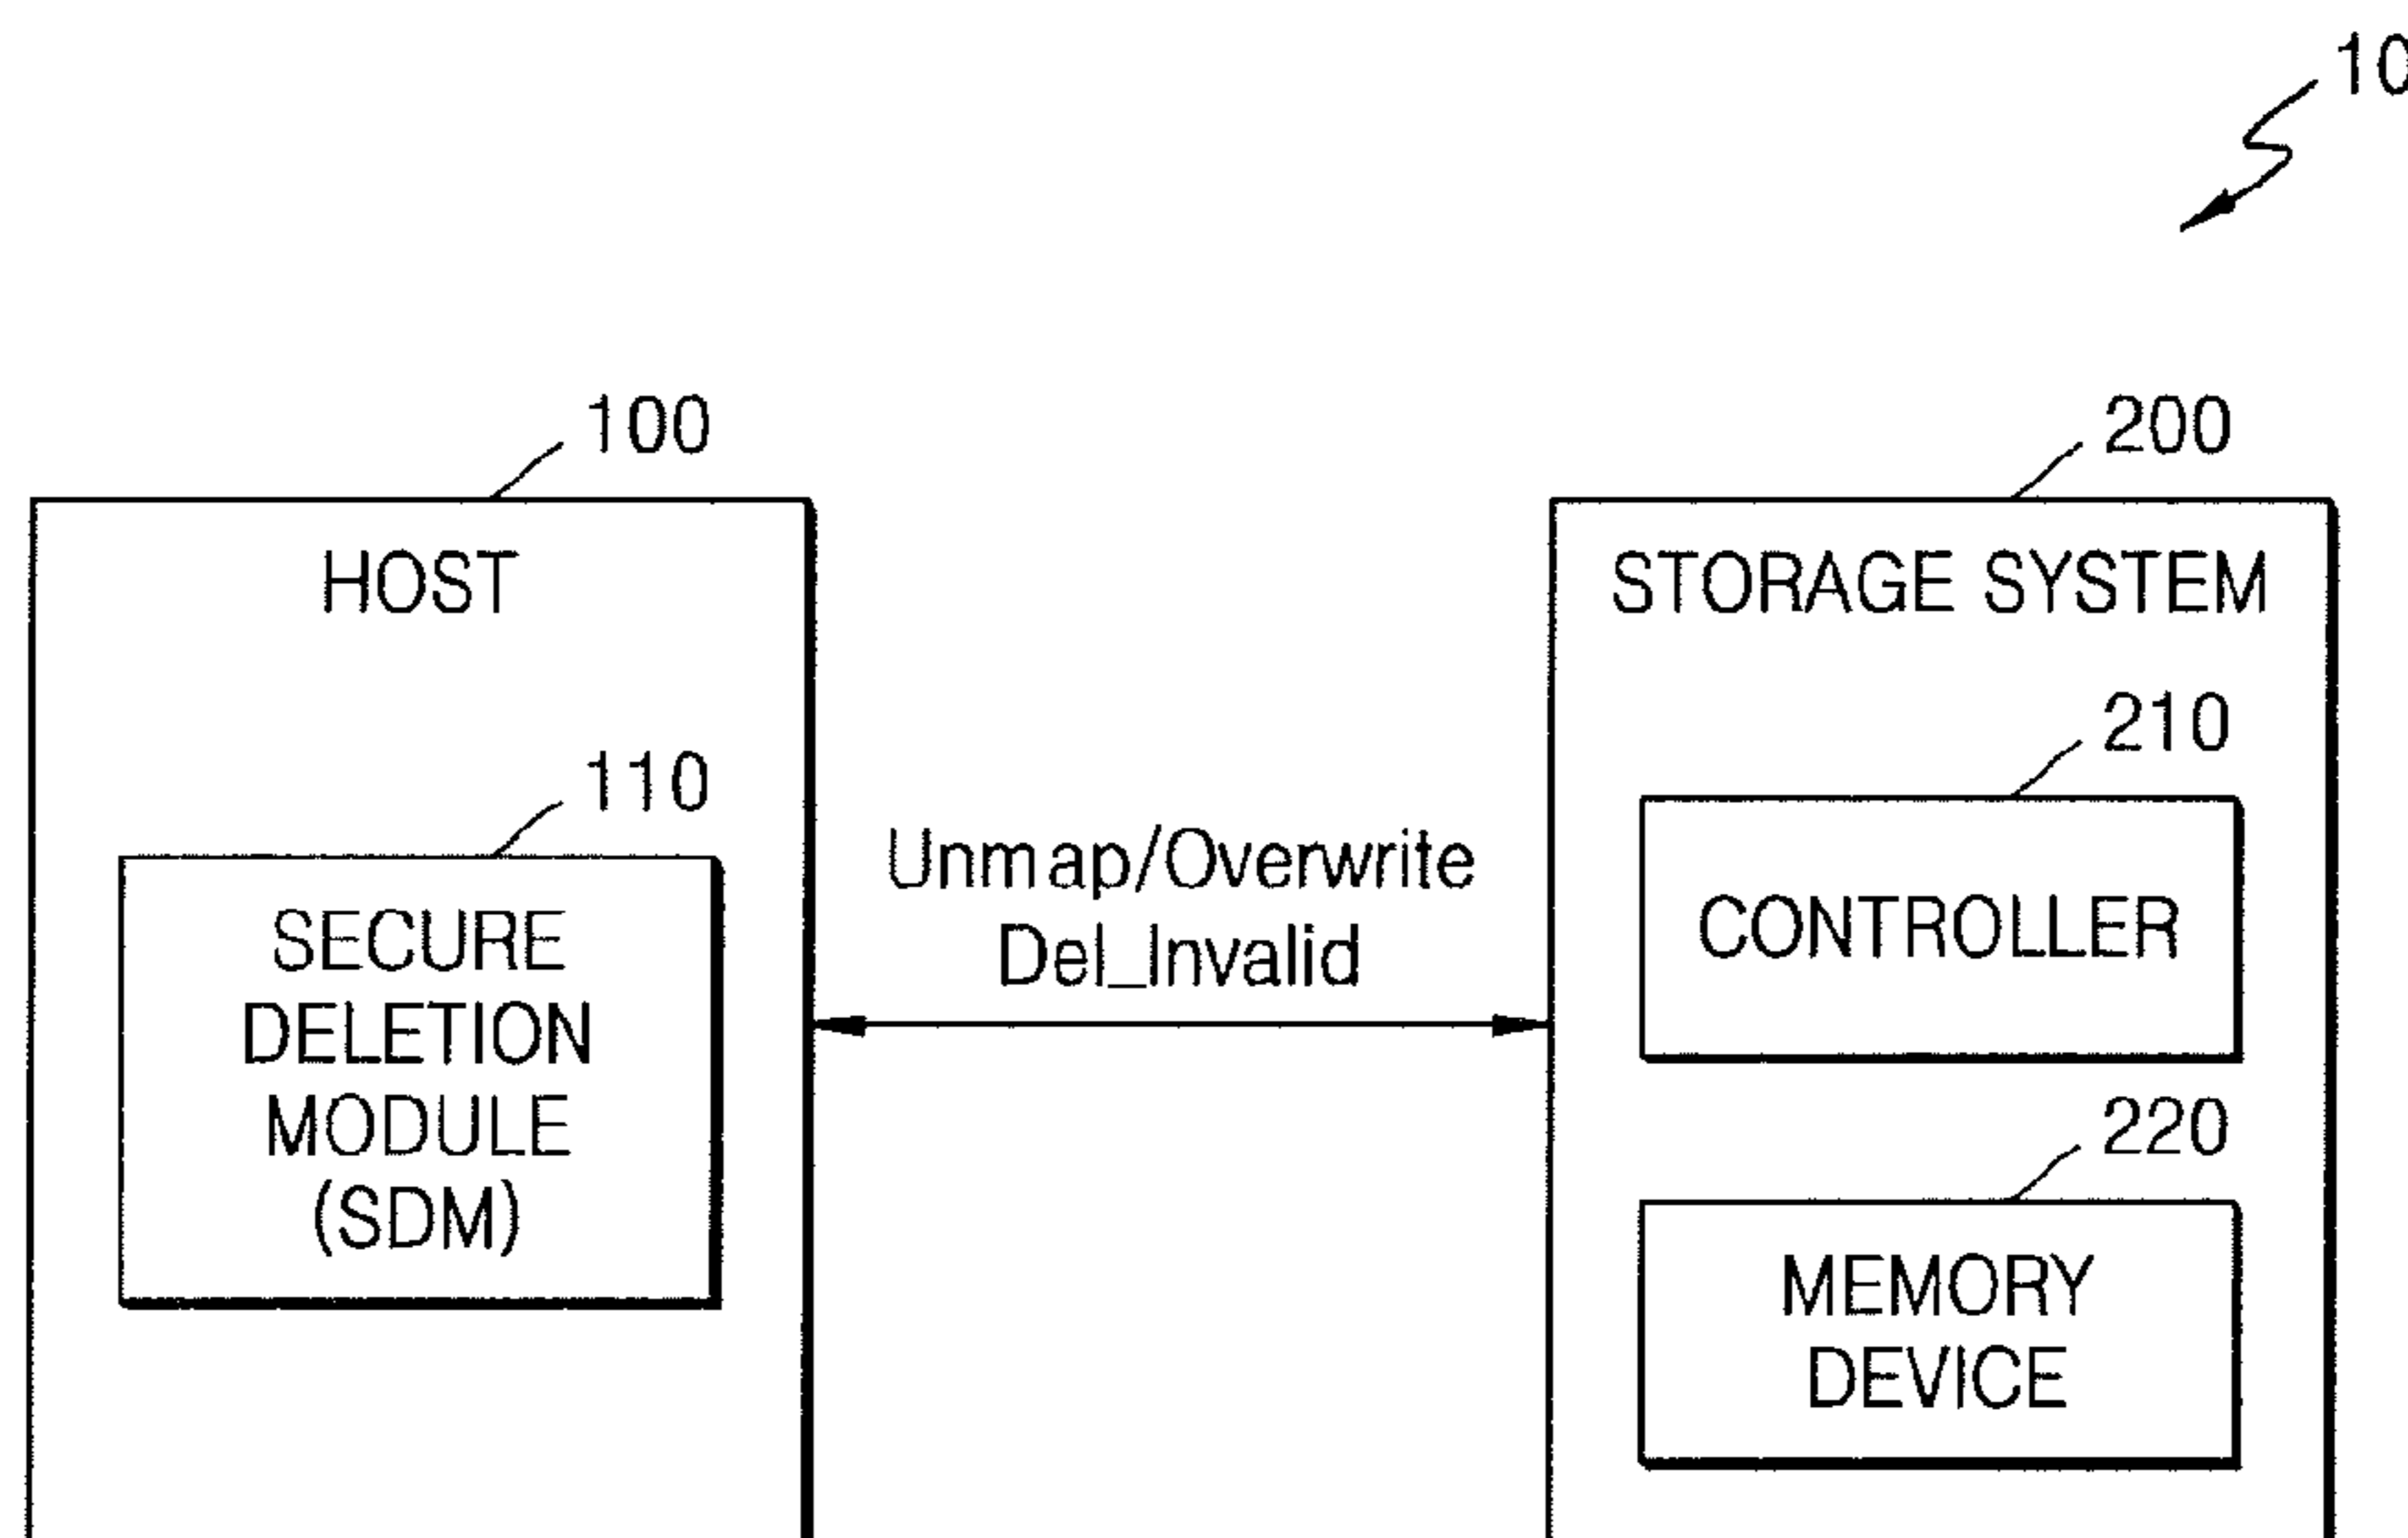 10
100
200
HOST
STORAGE SYSTEM
210
110
Unmap/Overwrite
Del_Invalid
SECURE
DELETION
MODULE
(SDM)
CONTROLLER
220
MEMORY
DEVICE